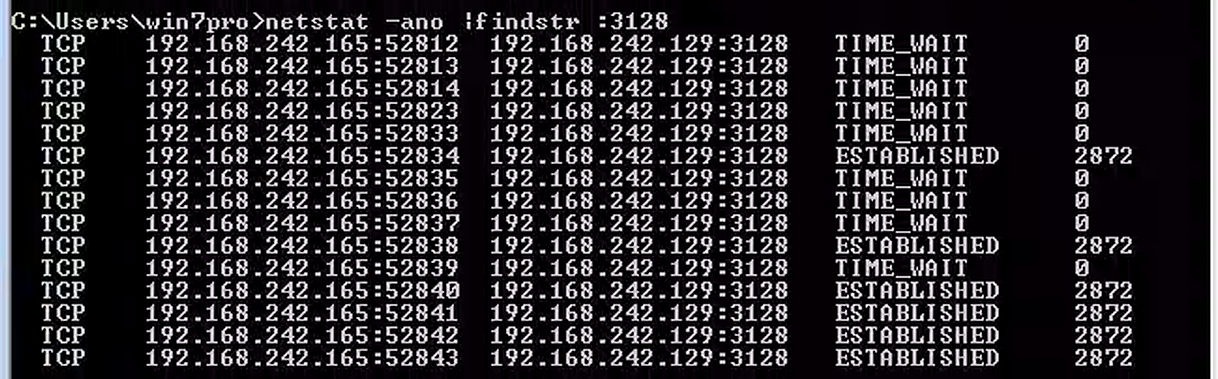 C:\Users\win7pro>netstat -ano |findstr :3128
TCP 192.168.242.165:52812 192.168.242.129:3128 TIME_WAIT 0
TCP 192.168.242.165:52813 192.168.242.129:3128 TIME_WAIT 0
TCP 192.168.242.165:52814 192.168.242.129:3128 TIME_WAIT 0
TCP 192.168.242.165:52823 192.168.242.129:3128 TIME_WAIT 0
TCP 192.168.242.165:52833 192.168.242.129:3128 TIME_WAIT 0
TCP 192.168.242.165:52834 192.168.242.129:3128 ESTABLISHED 2872
TCP 192.168.242.165:52835 192.168.242.129:3128 TIME_WAIT 0
TCP 192.168.242.165:52836 192.168.242.129:3128 TIME_WAIT 0
TCP 192.168.242.165:52837 192.168.242.129:3128 TIME_WAIT 0
TCP 192.168.242.165:52838 192.168.242.129:3128 ESTABLISHED 2872
TCP 192.168.242.165:52839 192.168.242.129:3128 TIME_WAIT 0
TCP 192.168.242.165:52840 192.168.242.129:3128 ESTABLISHED 2872
TCP 192.168.242.165:52841 192.168.242.129:3128 ESTABLISHED 2872
TCP 192.168.242.165:52842 192.168.242.129:3128 ESTABLISHED 2872
TCP 192.168.242.165:52843 192.168.242.129:3128 ESTABLISHED 2872